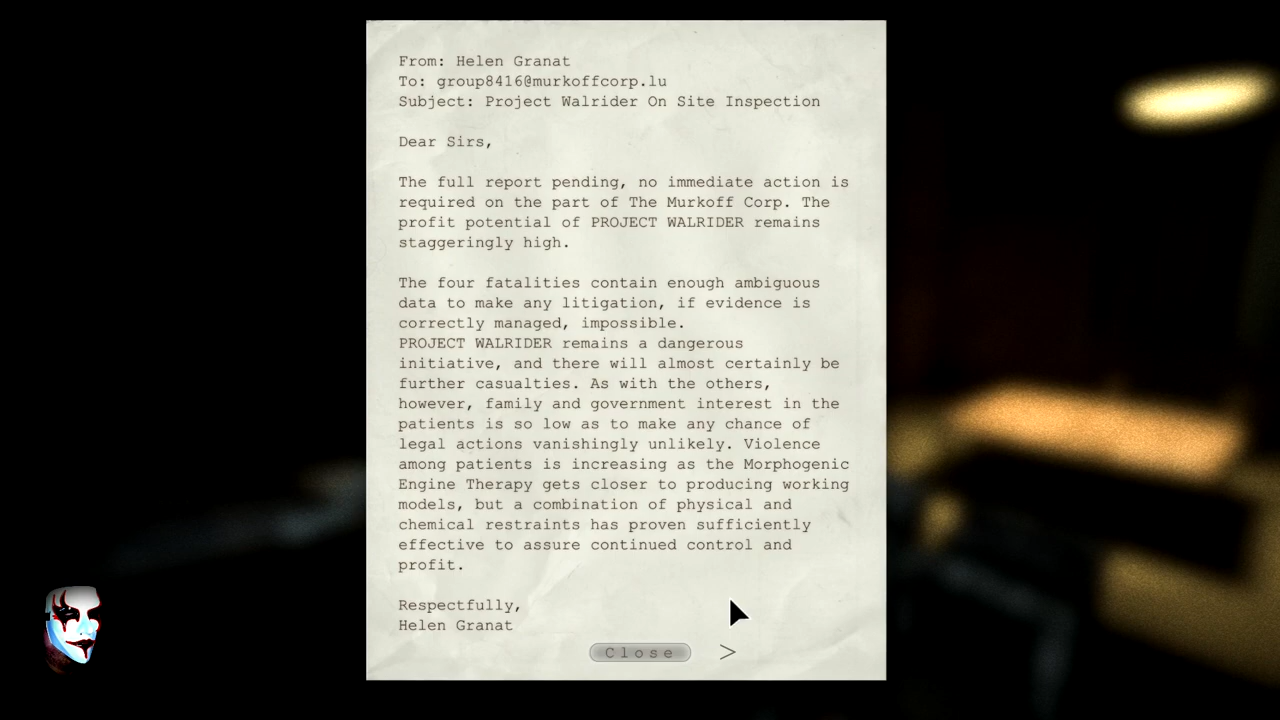 From: Helen Granat
To: group8416@murkoffcorp.lu
Subject: Project Walrider On Site Inspection
Dear Sirs,
The full report pending, no immediate action is
required on the part of The Murkoff Corp. The
profit potential of PROJECT WALRIDER remains
staggeringly high.
The four fatalities contain enough ambiguous
data to make any litigation, if evidence is
correctly managed, impossible.
PROJECT WALRIDER remains a dangerous
initiative, and there will almost certainly be
further casualties. As with the others,
however, family and government interest in the
patients is so low as to make any chance of
legal actions vanishingly unlikely. Violence
among patients is increasing as the Morphogenic
Engine Therapy gets closer to producing working
models, but a combination of physical and
chemical restraints has proven sufficiently
effective to assure continued control and
profit.
Respectfully,
Helen Granat
Close >